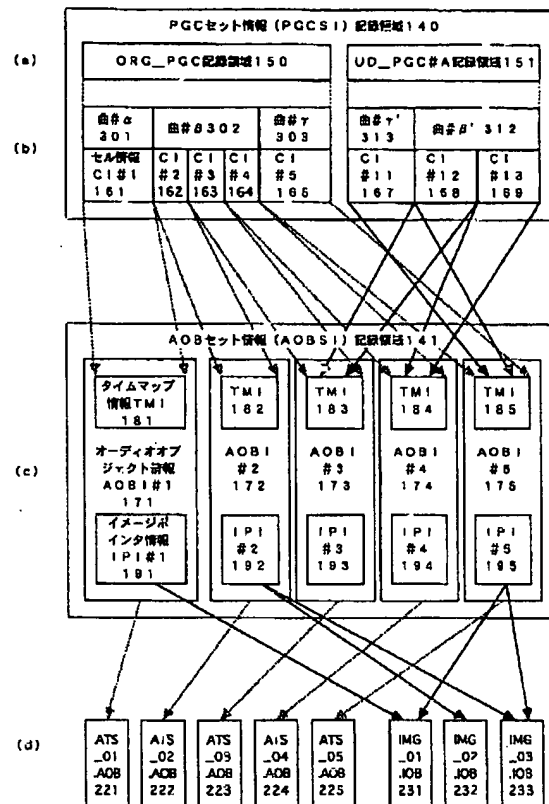 PGCセット情報(PGCSI)記録領域140
(a)
ORG_PGC記録領域150
UD_PGC#A記録領域151
(b)
曲#α
301
曲#β302
曲#γ
303
曲#γ'
313
曲#β'312
セル情報
CI#1
161
CI
#2
162
CI
#3
163
CI
#4
164
CI
#5
165
CI
#11
167
CI
#12
168
CI
#13
169
AOBセット情報(AOBSI)記録領域141
(c)
タイムマップ
情報TMI
181
TMI
182
TMI
183
TMI
184
TMI
185
オーディオオブ
ジェクト情報
AOBI#1
171
AOBI
#2
172
AOBI
#3
173
AOBI
#4
174
AOBI
#5
175
イメージポ
インタ情報
IPI#1
191
IPI
#2
192
IPI
#3
193
IPI
#4
194
IPI
#5
195
(d)
ATS
_01
.AOB
221
ATS
_02
.AOB
222
ATS
_03
.AOB
223
ATS
_04
.AOB
224
ATS
_05
.AOB
225
IMG
_01
.IOB
231
IMG
_02
.IOB
232
IMG
_03
.IOB
233